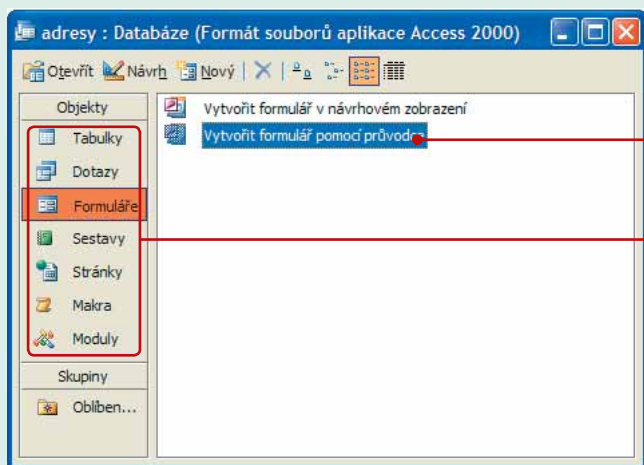 adresy : Databáze (Formát souborů aplikace Access 2000)
Otevřít Návrh Nový
Objekty
Tabulky
Dotazy
Formuláře
Sestavy
Stránky
Makra
Moduly
Skupiny
Oblíben...
Vytvořit formulář v návrhovém zobrazení
Vytvořit formulář pomocí průvodce